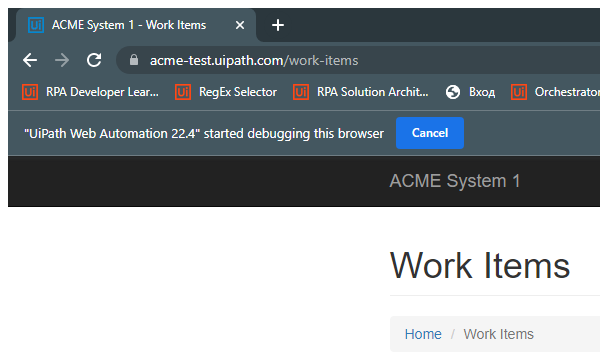 ACME System 1 - Work Items
acme-test.uipath.com/work-items
RPA Developer Lear... RegEx Selector RPA Solution Archit... Вход Orchestrator
"UiPath Web Automation 22.4" started debugging this browser Cancel
ACME System 1
Work Items
Home / Work Items